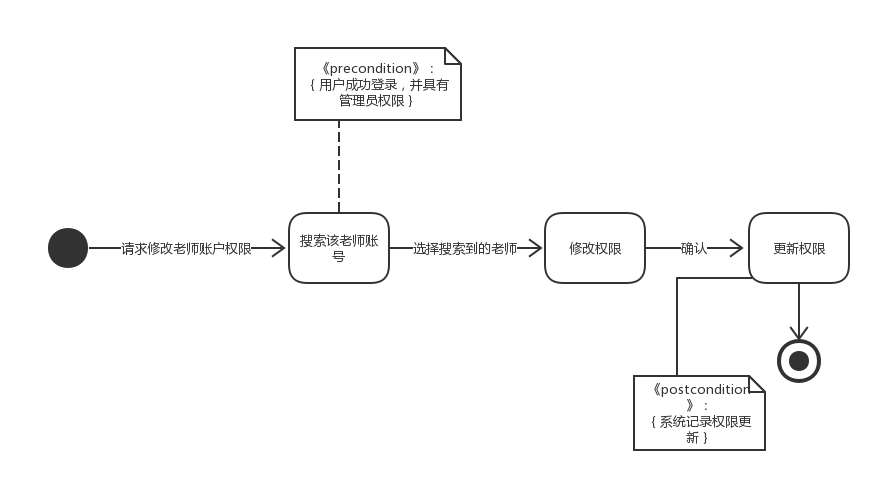 《precondition》：
{ 用户成功登录，并具有
管理员权限 }
请求修改老师账户权限
搜索该老师账
号
选择搜索到的老师
修改权限
确认
更新权限
《postcondition
》：
{ 系统记录权限更
新 }